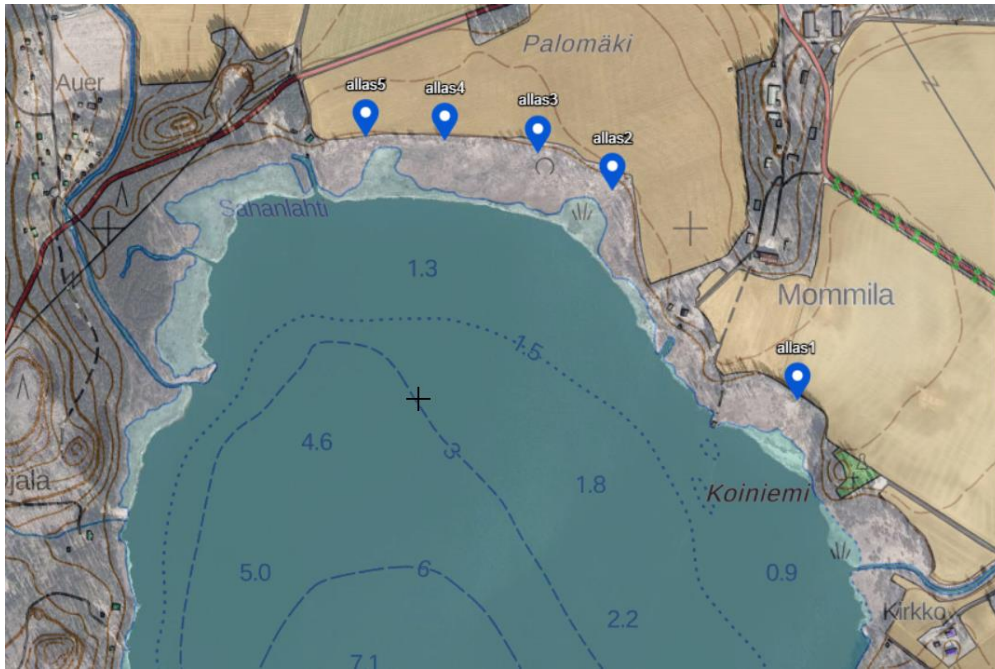 Palomäki
Auer
allas5
allas4
allas3
allas2
Sahanlahti
1.3
Mommila
1.5
allas1
4.6
3
1.8
Koiniemi
5.0
6
0.9
2.2
Kirkko
7.1